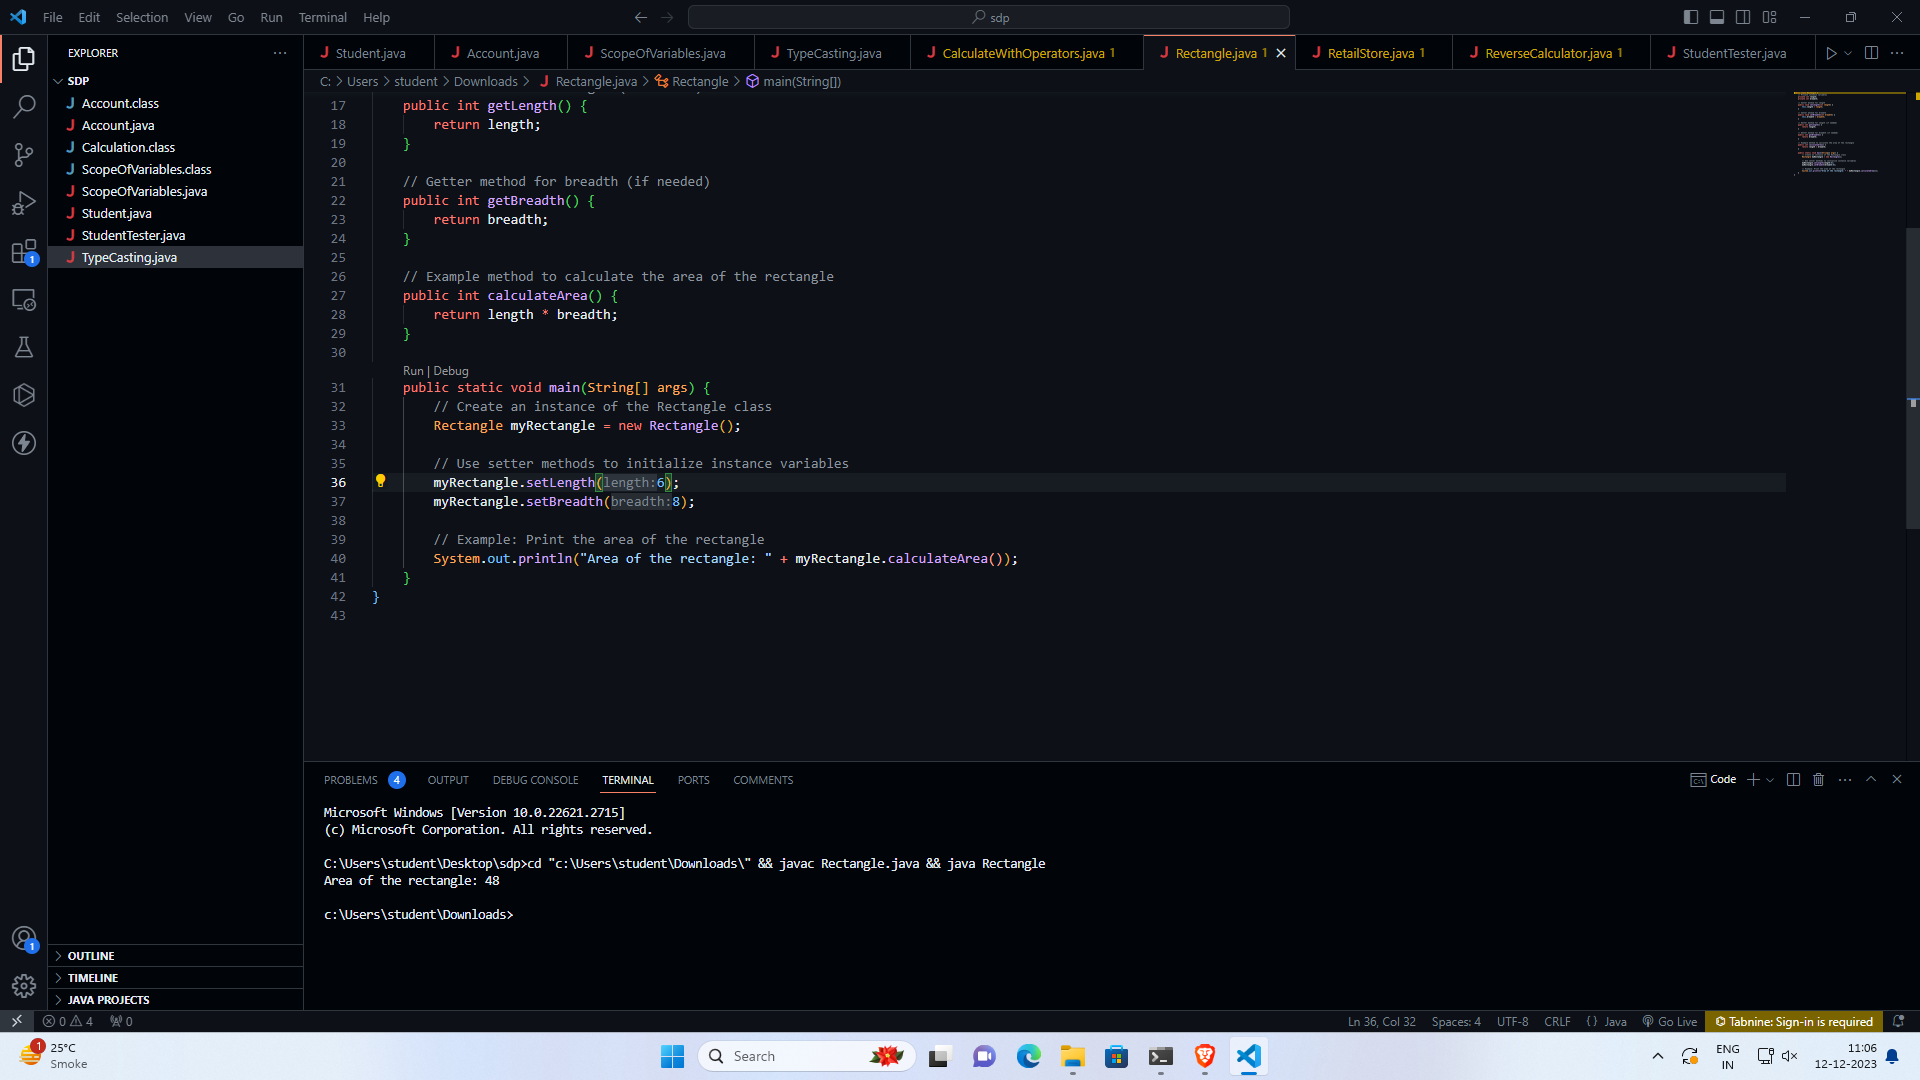 File Edit Selection View Go Run Terminal Help
sdp
EXPLORER
SDP
Account.class
Account.java
Calculation.class
ScopeOfVariables.class
ScopeOfVariables.java
Student.java
StudentTester.java
TypeCasting.java
OUTLINE
TIMELINE
JAVA PROJECTS
Student.java Account.java ScopeOfVariables.java TypeCasting.java CalculateWithOperators.java 1 Rectangle.java 1 RetailStore.java 1 ReverseCalculator.java 1 StudentTester.java
C: > Users > student > Downloads > Rectangle.java > Rectangle > main(String[])
17 public int getLength() {
18 return length;
19 }
20
21 // Getter method for breadth (if needed)
22 public int getBreadth() {
23 return breadth;
24 }
25
26 // Example method to calculate the area of the rectangle
27 public int calculateArea() {
28 return length * breadth;
29 }
30
Run | Debug
31 public static void main(String[] args) {
32 // Create an instance of the Rectangle class
33 Rectangle myRectangle = new Rectangle();
34
35 // Use setter methods to initialize instance variables
36 myRectangle.setLength(length:6);
37 myRectangle.setBreadth(breadth:8);
38
39 // Example: Print the area of the rectangle
40 System.out.println("Area of the rectangle: " + myRectangle.calculateArea());
41 }
42 }
43
PROBLEMS 4 OUTPUT DEBUG CONSOLE TERMINAL PORTS COMMENTS
Code
Microsoft Windows [Version 10.0.22621.2715]
(c) Microsoft Corporation. All rights reserved.
C:\Users\student\Desktop\sdp>cd "c:\Users\student\Downloads\" && javac Rectangle.java && java Rectangle
Area of the rectangle: 48
c:\Users\student\Downloads>
1
1
0 4 0
Ln 36, Col 32 Spaces: 4 UTF-8 CRLF { } Java Go Live Tabnine: Sign-in is required
1
25°C
Smoke
Search
ENG
IN
11:06
12-12-2023